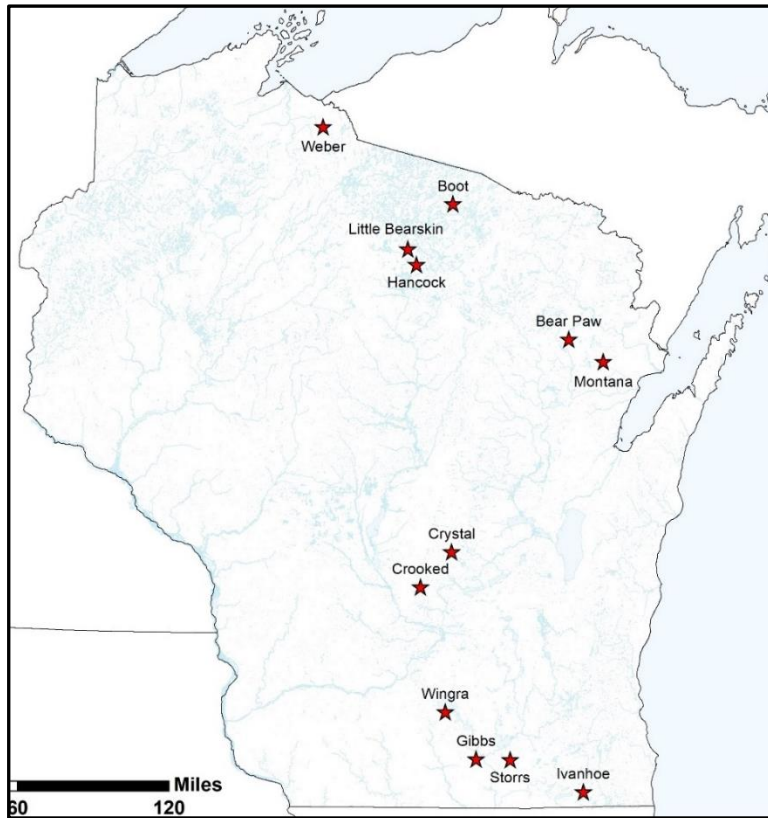 Weber
Boot
Little Bearskin
Hancock
Bear Paw
Montana
Crystal
Crooked
Wingra
Gibbs
Storrs
Ivanhoe
Miles
60 120